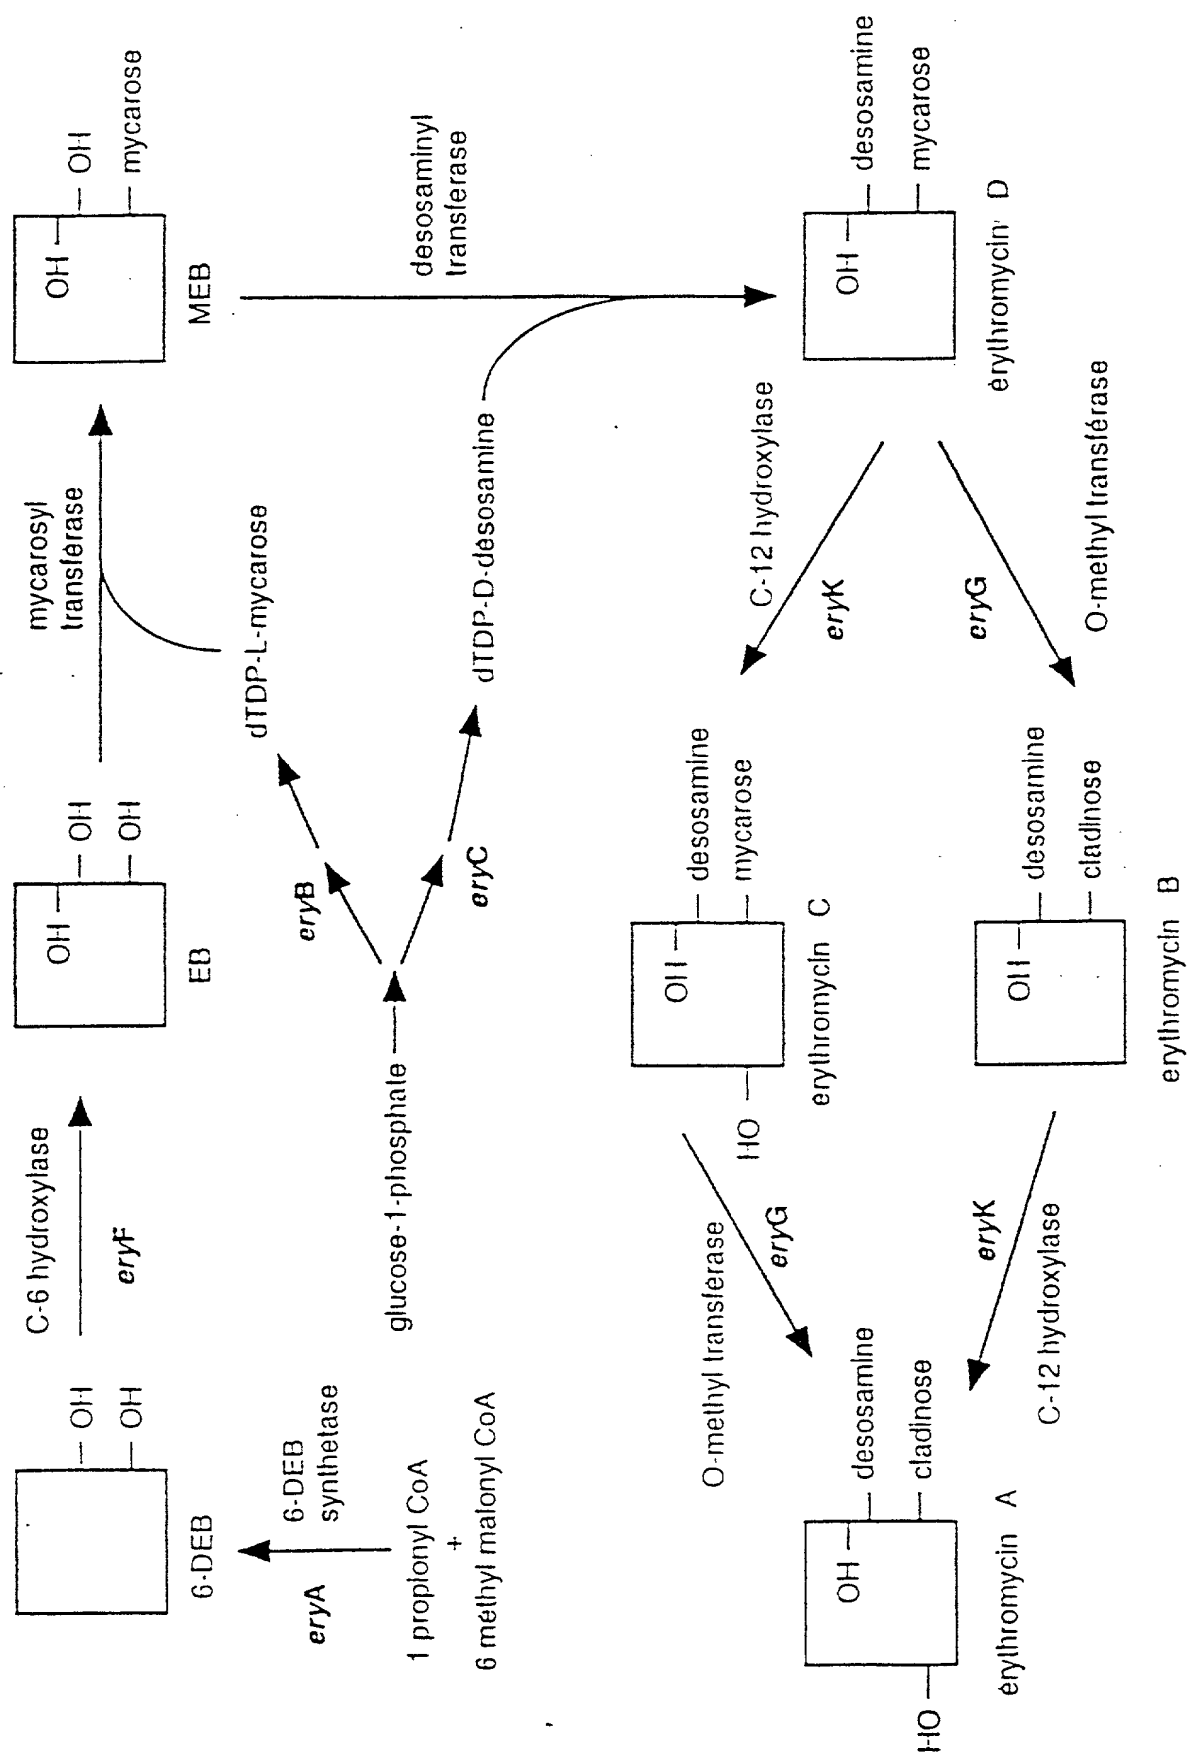 C-6 hydroxylase
eryF
mycarosyl
transferase
OH
OH
6-DEB
OH
OH
OH
EB
OH
OH
mycarose
MEB
eryA
6-DEB
synthetase
1 propionyl CoA
+
6 methyl malonyl CoA
glucose-1-phosphate
eryB
dTDP-L-mycarose
eryC
dTDP-D-desosamine
desosaminyl
transferase
OH
desosamine
mycarose
HO
erythromycin C
O-methyl transferase
eryG
C-12 hydroxylase
eryK
OH
desosamine
cladinose
HO
erythromycin A
OH
desosamine
mycarose
erythromycin D
eryK
C-12 hydroxylase
eryG
O-methyl transferase
OH
desosamine
cladinose
erythromycin B